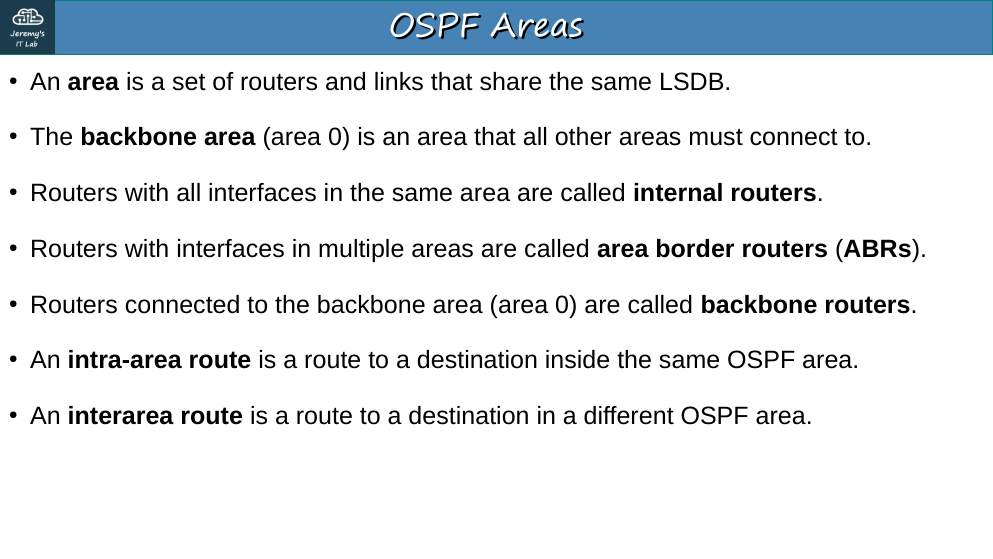 Jeremy's
IT Lab
OSPF Areas
• An area is a set of routers and links that share the same LSDB.
• The backbone area (area 0) is an area that all other areas must connect to.
• Routers with all interfaces in the same area are called internal routers.
• Routers with interfaces in multiple areas are called area border routers (ABRs).
• Routers connected to the backbone area (area 0) are called backbone routers.
• An intra-area route is a route to a destination inside the same OSPF area.
• An interarea route is a route to a destination in a different OSPF area.